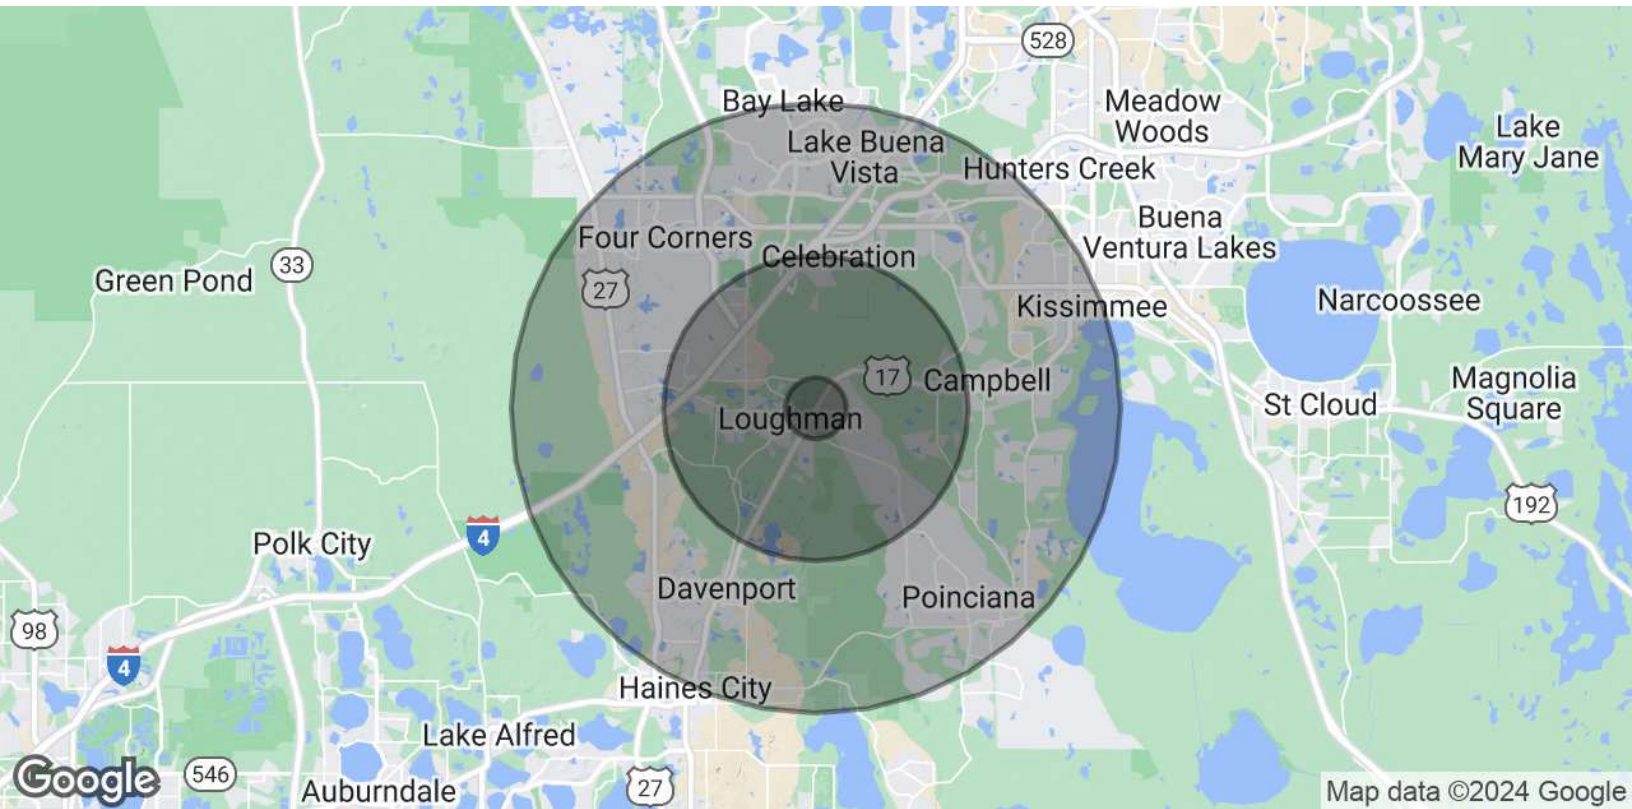 528
Bay Lake
Meadow
Woods
Lake
Mary Jane
Lake Buena
Vista
Hunters Creek
Buena
Ventura Lakes
Four Corners
Celebration
Green Pond
33
27
Kissimmee
Narcoossee
17
Campbell
Magnolia
Square
Loughman
St Cloud
192
4
Polk City
Davenport
Poinciana
98
4
Haines City
Lake Alfred
Google
546
Auburndale
27
Map data ©2024 Google